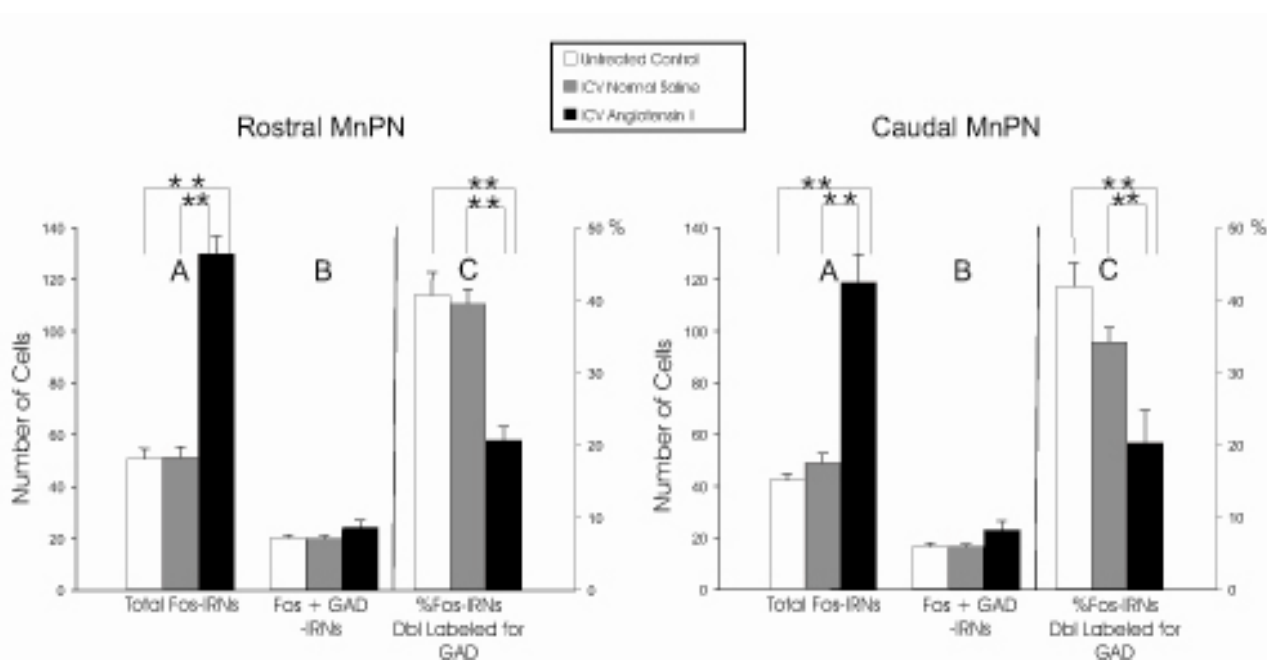 Untreated Control
ICV Normal Saline
ICV Angiotensin II
Rostral MnPN
Caudal MnPN
** **
** **
** **
** **
140 A B C 50 %
120 40
100
80 30
60 20
40 10
20
0 0
Number of Cells
Total Fos-IRNs
Fos + GAD
-IRNs
%Fos-IRNs
Dbl Labeled for
GAD
140 A B C 50 %
120 40
100
80 30
60 20
40 10
20
0 0
Number of Cells
Total Fos-IRNs
Fos + GAD
-IRNs
%Fos-IRNs
Dbl Labeled for
GAD